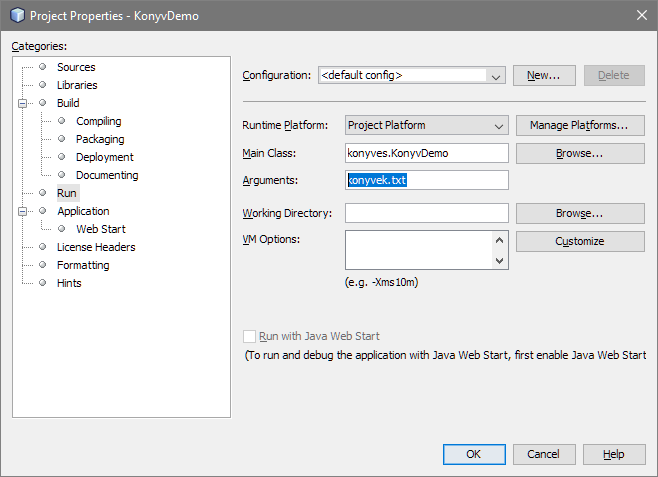 Project Properties - KonyvDemo
Categories:
Sources
Libraries
Build
Compiling
Packaging
Deployment
Documenting
Run
Application
Web Start
License Headers
Formatting
Hints
Configuration: <default config> New... Delete
Runtime Platform: Project Platform Manage Platforms...
Main Class: konyves.KonyvDemo Browse...
Arguments: konyvek.txt
Working Directory: Browse...
VM Options: Customize
(e.g. -Xms10m)
Run with Java Web Start
(To run and debug the application with Java Web Start, first enable Java Web Start
OK Cancel Help